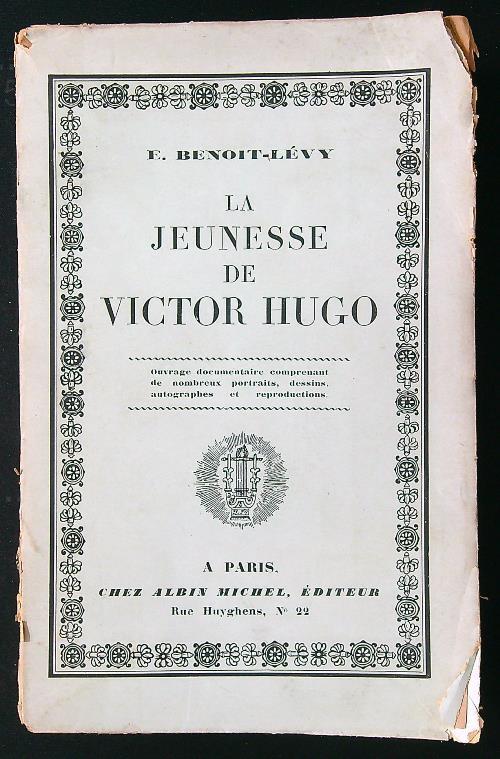 E. BENOIT-LÉVY
LA
JEUNESSE
DE
VICTOR HUGO
Ouvrage documentaire comprenant
de nombreux portraits, dessins,
autographes et reproductions.
A PARIS,
CHEZ ALBIN MICHEL, ÉDITEUR
Rue Huyghens, Nº 22